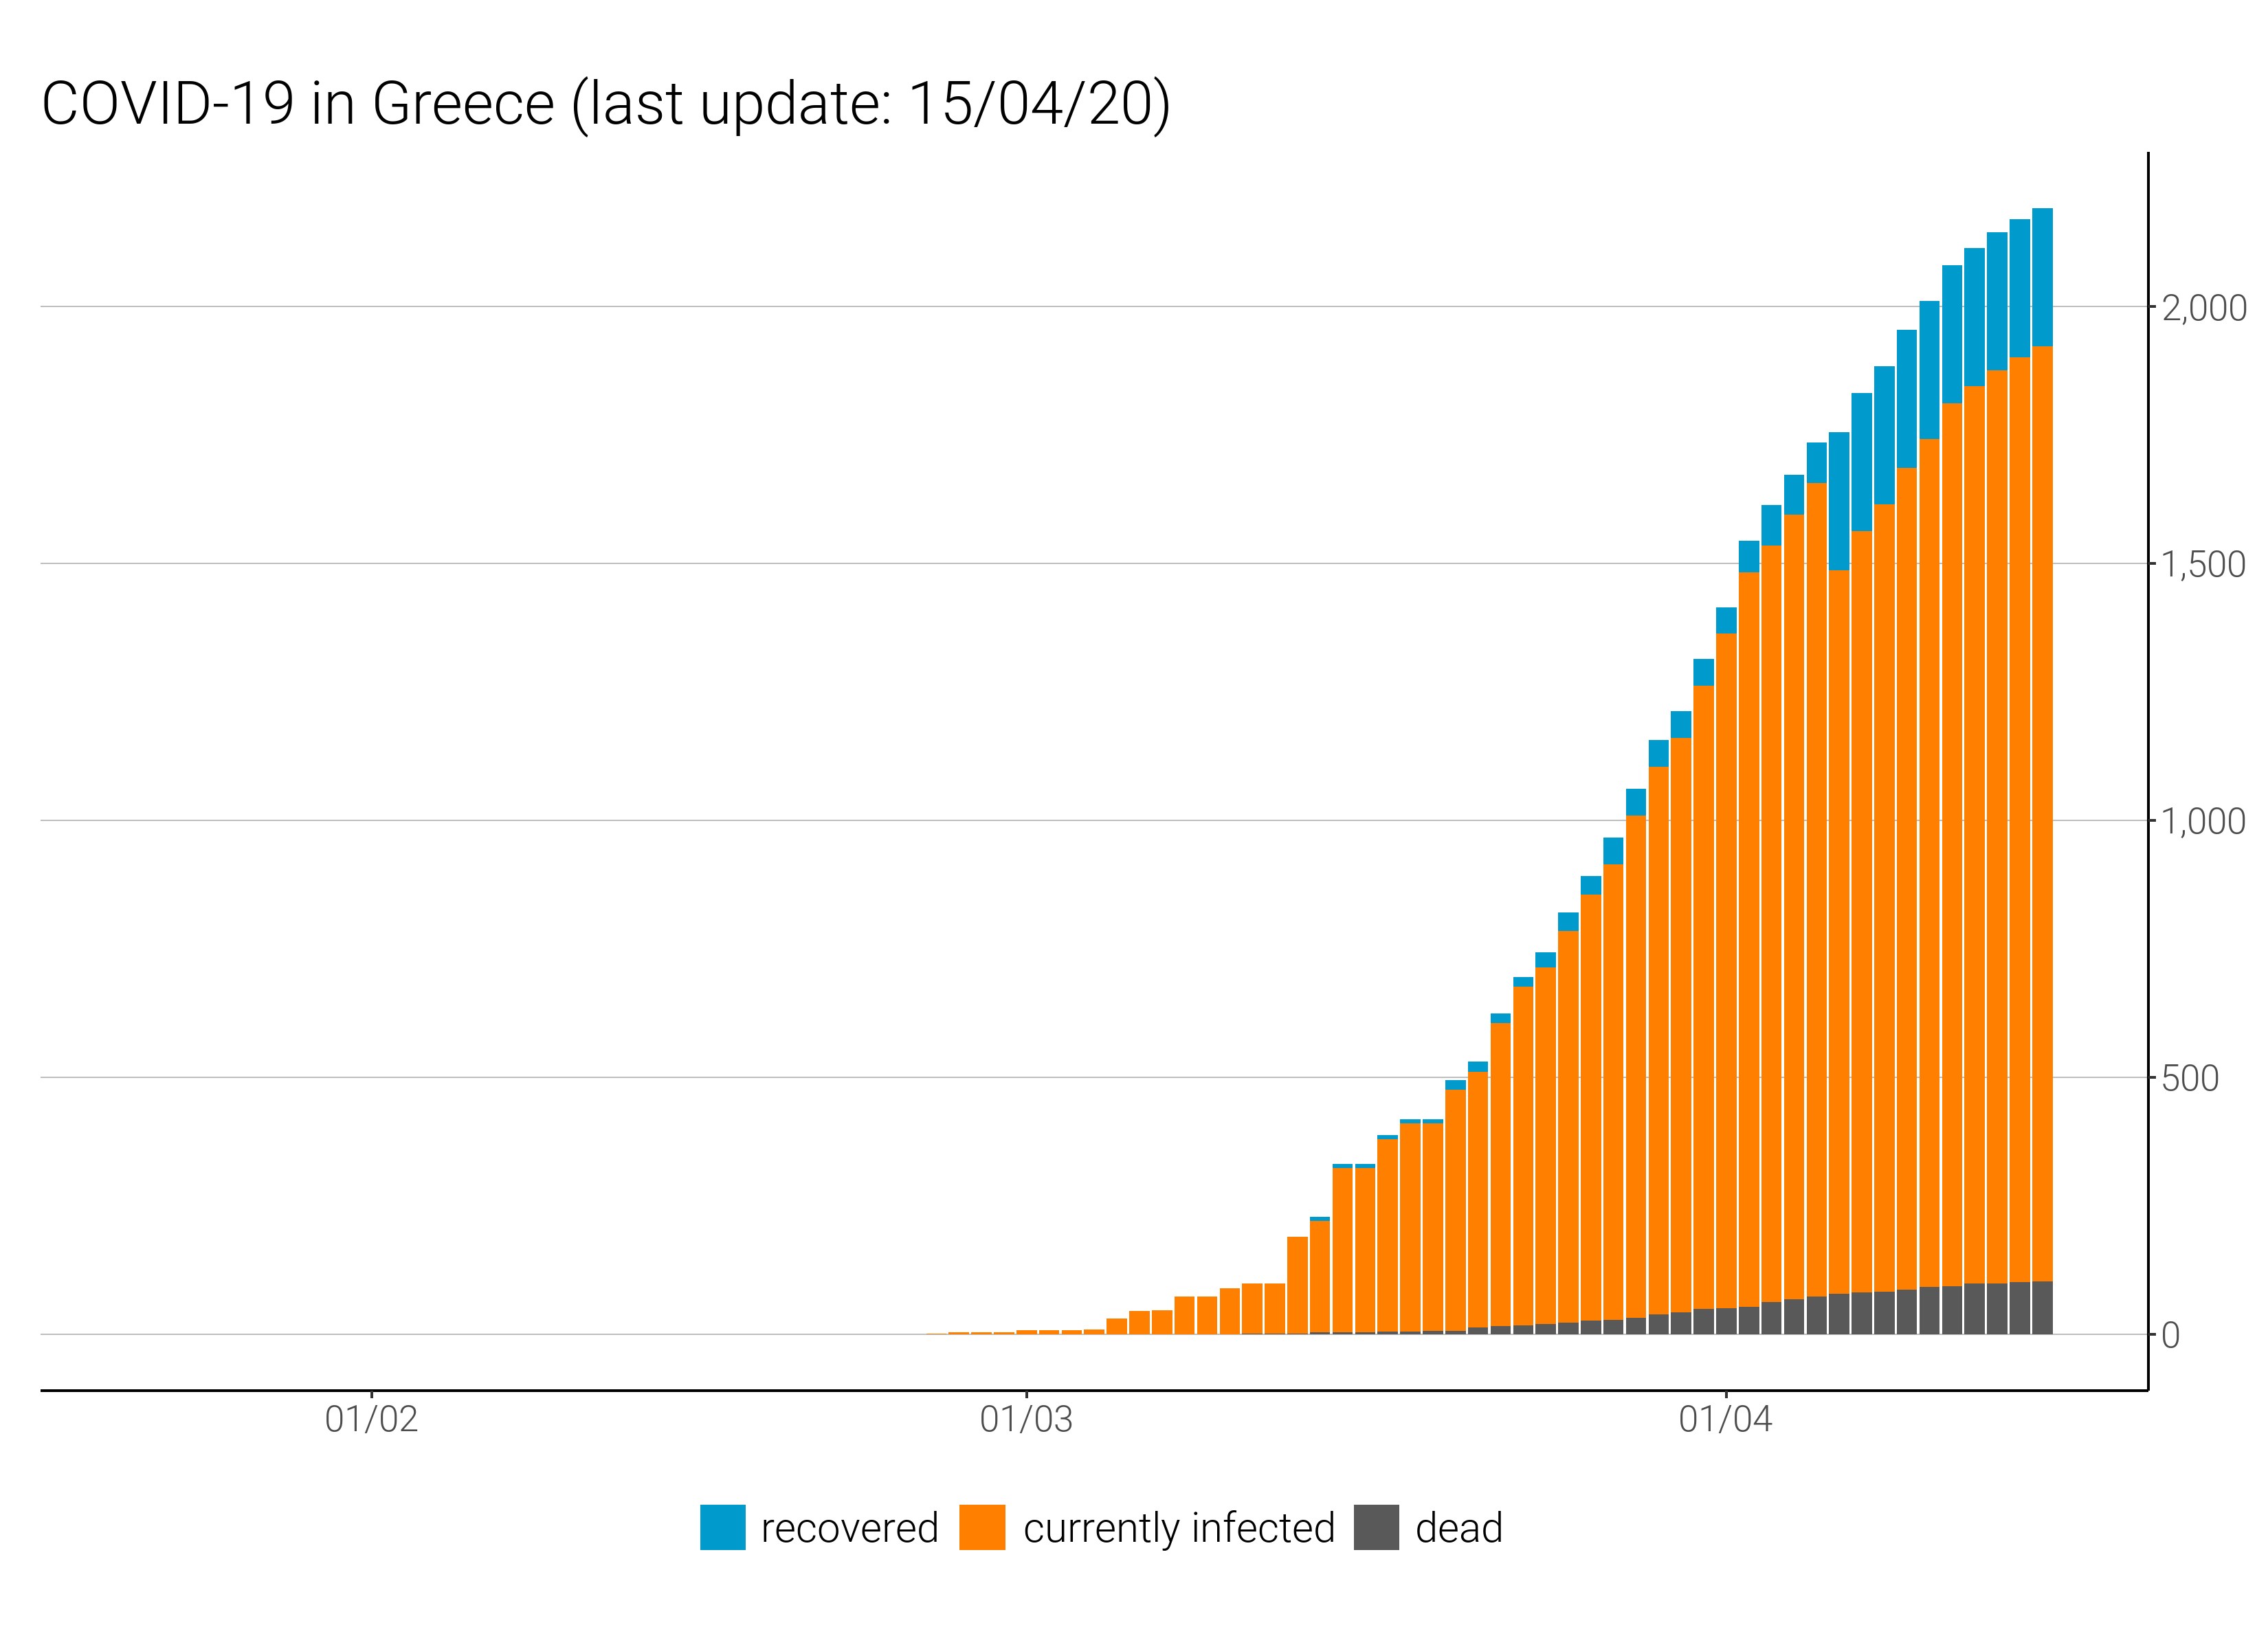 COVID-19 in Greece (last update: 15/04/20)
2,000
1,500
1,000
500
0
01/02 01/03 01/04
recovered currently infected dead